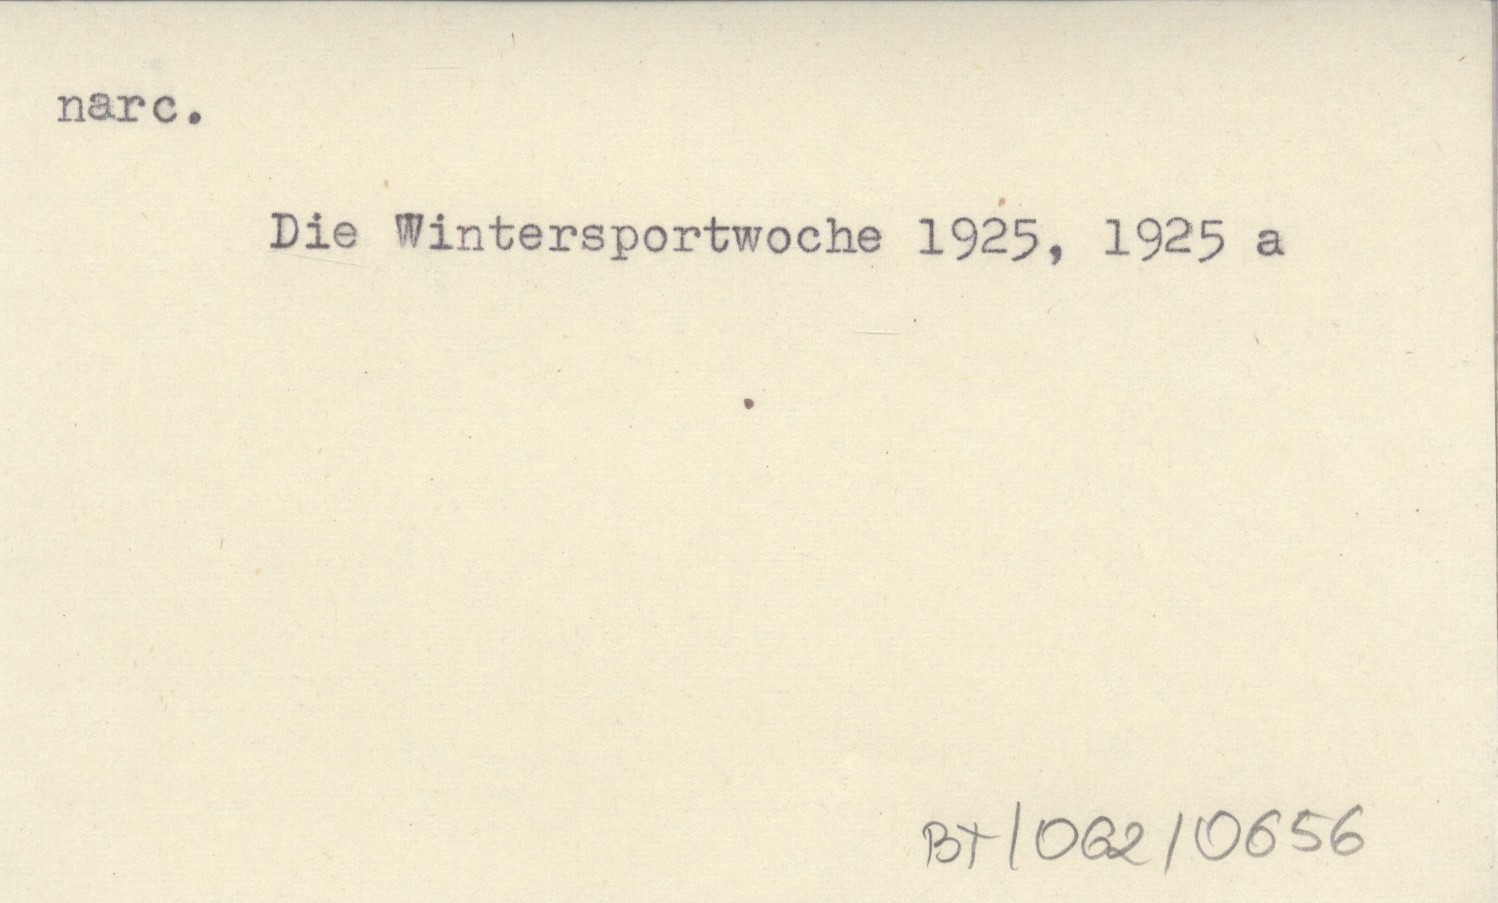 narc.
Die Wintersportwoche 1925, 1925 a
BT/062/0656